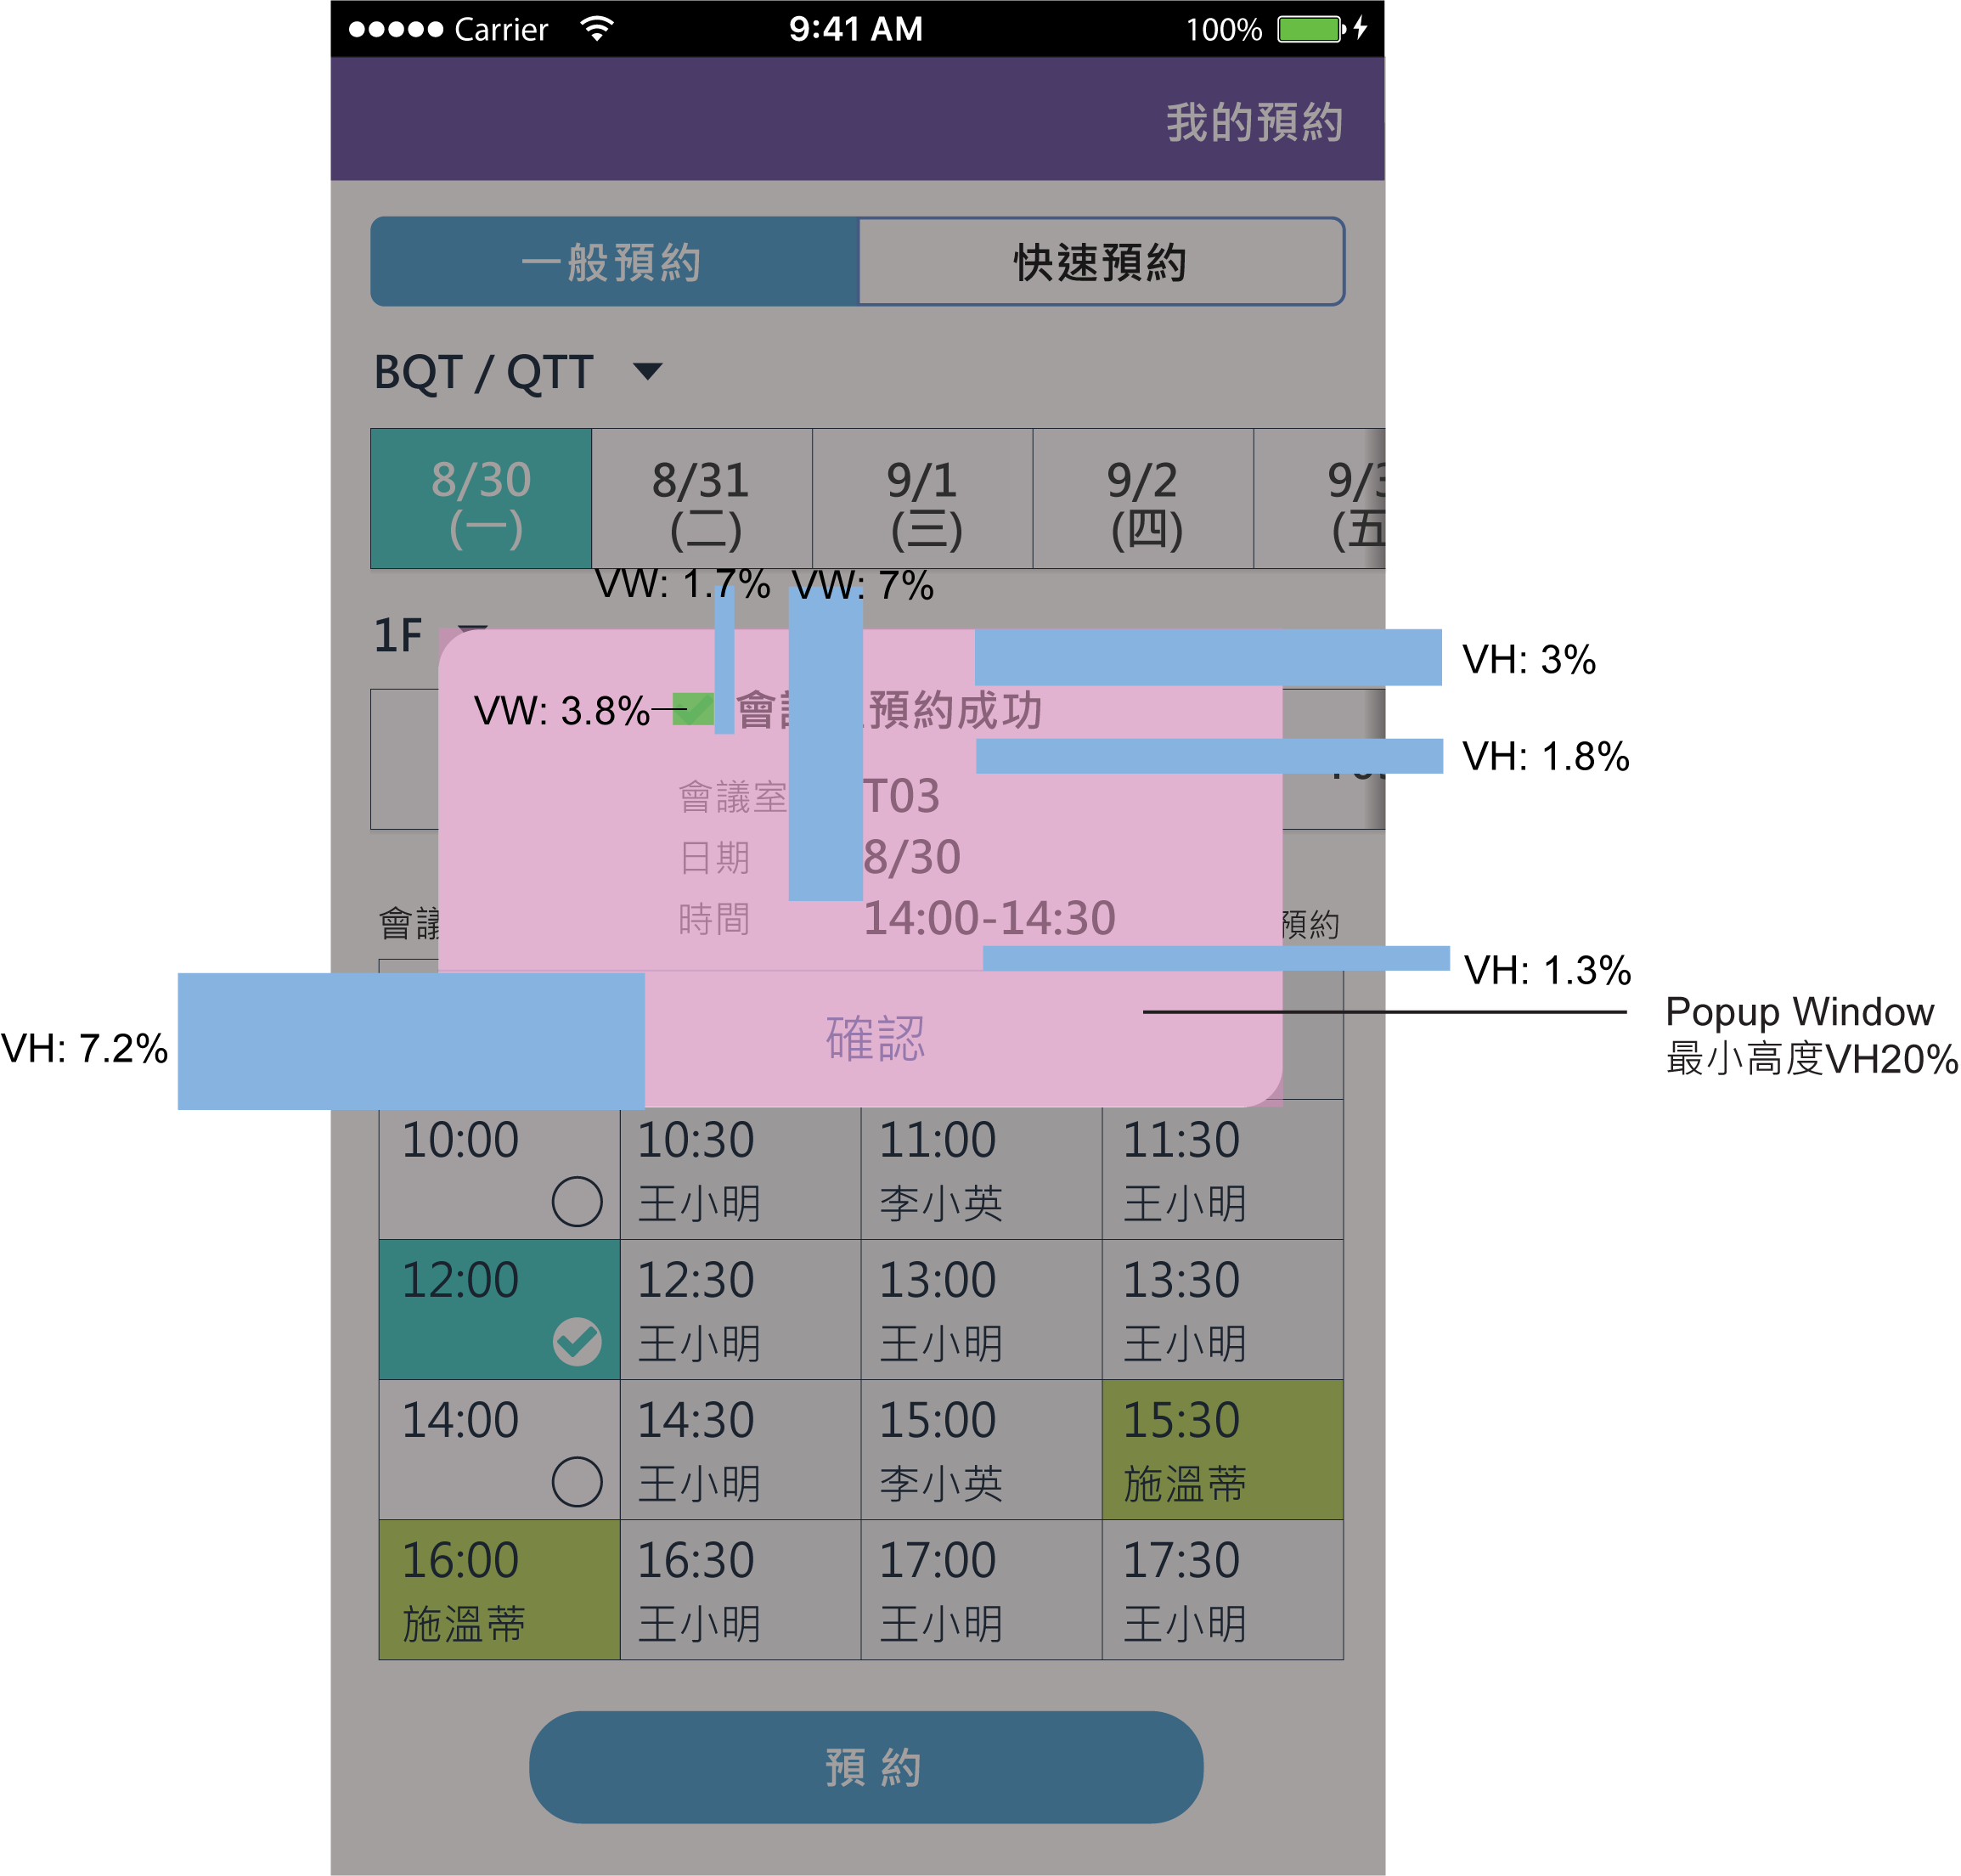 Carrier 9:41 AM 100%
我的預約
一般預約 快速預約
BQT / QTT
8/30 8/31 9/1 9/2
(一) (二) (三) (四) (五
VW: 1.7% VW: 7%
1F
VH: 3%
VW: 3.8% 預約成功
VH: 1.8%
會議室 T03
日期 8/30
時間 14:00-14:30
會議 預約
VH: 1.3%
Popup Window
最小高度VH20%
確認
VH: 7.2%
10:00 10:30 11:00 11:30
王小明 李小英 王小明
12:00 12:30 13:00 13:30
王小明 王小明 王小明
14:00 14:30 15:00 15:30
王小明 李小英 施溫蒂
16:00 16:30 17:00 17:30
施溫蒂 王小明 王小明 王小明
預 約